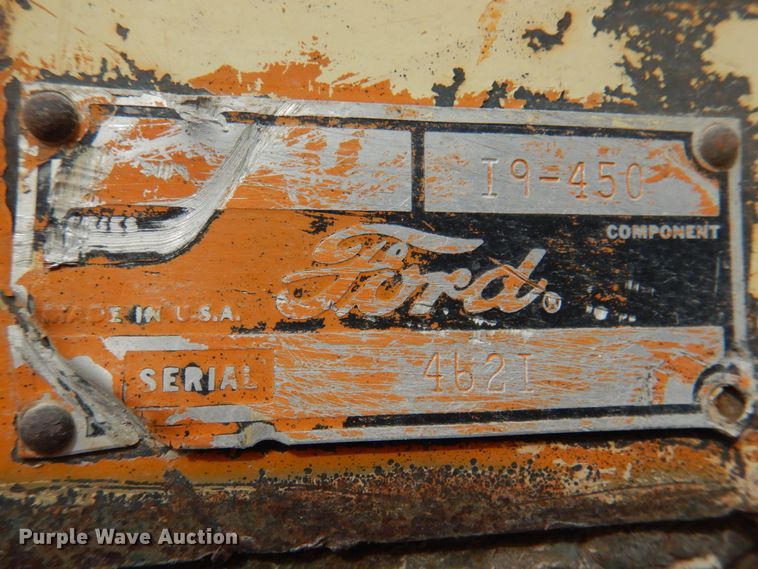 I9-450
COMPONENT
Ford
MADE IN U.S.A.
SERIAL 4621
Purple Wave Auction